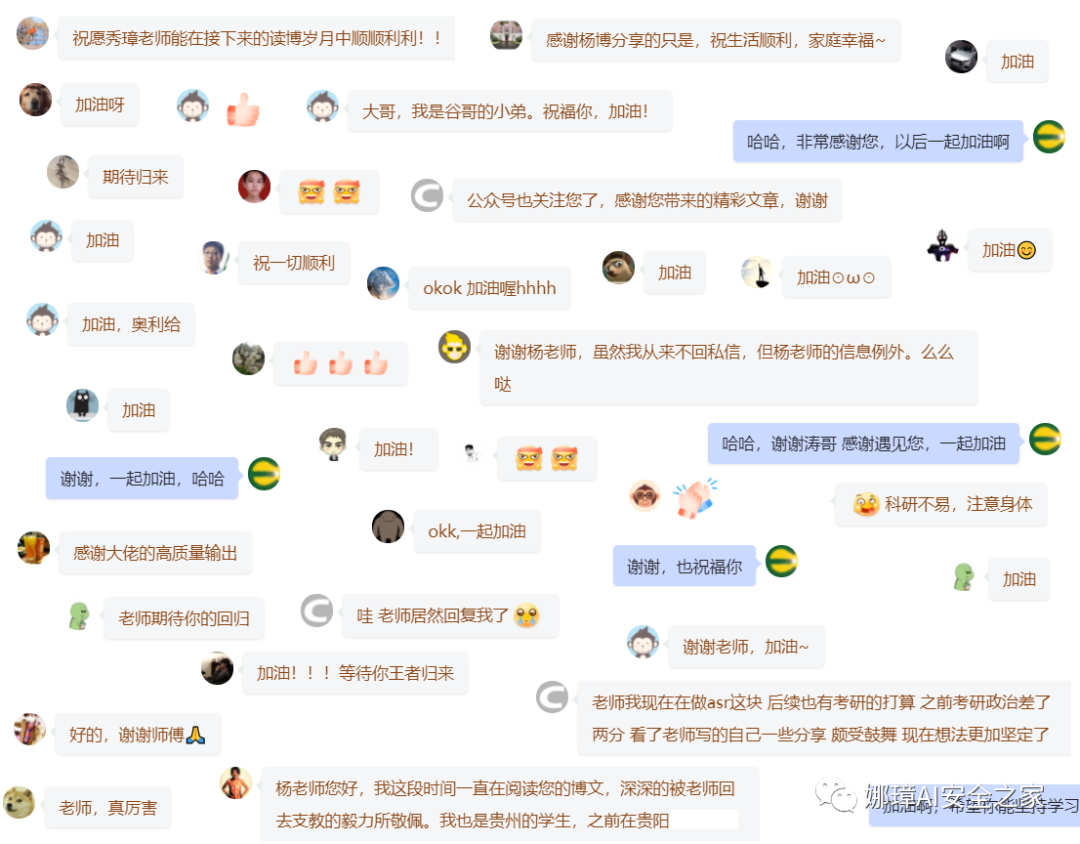 祝愿秀璋老师能在接下来的读博岁月中顺顺利利！！
感谢杨博分享的只是，祝生活顺利，家庭幸福~
加油
加油呀
大哥，我是谷哥的小弟。祝福你，加油！
哈哈，非常感谢您，以后一起加油啊
期待归来
公众号也关注您了，感谢您带来的精彩文章，谢谢
加油
祝一切顺利
加油
加油😊
okok 加油喔hhhh
加油⊙ω⊙
加油，奥利给
谢谢杨老师，虽然我从来不回私信，但杨老师的信息例外。么么
哒
加油
加油！
哈哈，谢谢涛哥 感谢遇见您，一起加油
谢谢，一起加油，哈哈
科研不易，注意身体
okk,一起加油
感谢大佬的高质量输出
谢谢，也祝福你
加油
老师期待你的回归
哇 老师居然回复我了😢
谢谢老师，加油~
加油！！！等待你王者归来
老师我现在在做asr这块 后续也有考研的打算 之前考研政治差了
两分 看了老师写的自己一些分享 颇受鼓舞 现在想法更加坚定了
好的，谢谢师傅🙏
杨老师您好，我这段时间一直在阅读您的博文，深深的被老师回
去支教的毅力所敬佩。我也是贵州的学生，之前在贵阳
老师，真厉害
娜璋AI安全之家
加油啊，希望你能坚持学习